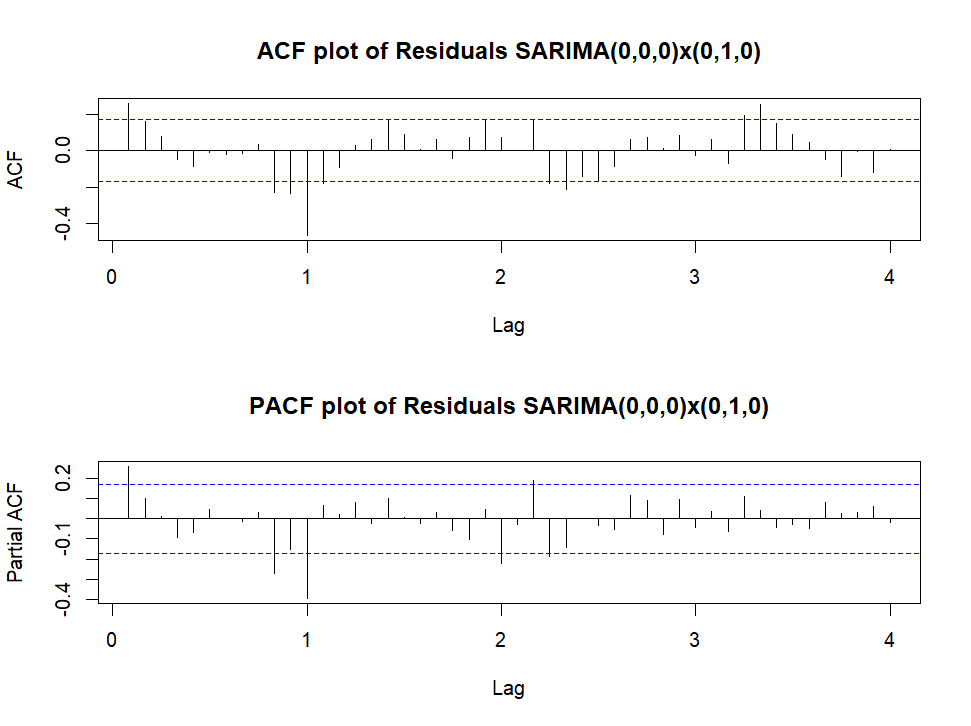 ACF plot of Residuals SARIMA(0,0,0)x(0,1,0)
ACF
0.0
-0.4
0 1 2 3 4
Lag
PACF plot of Residuals SARIMA(0,0,0)x(0,1,0)
Partial ACF
0.2
-0.1
-0.4
0 1 2 3 4
Lag